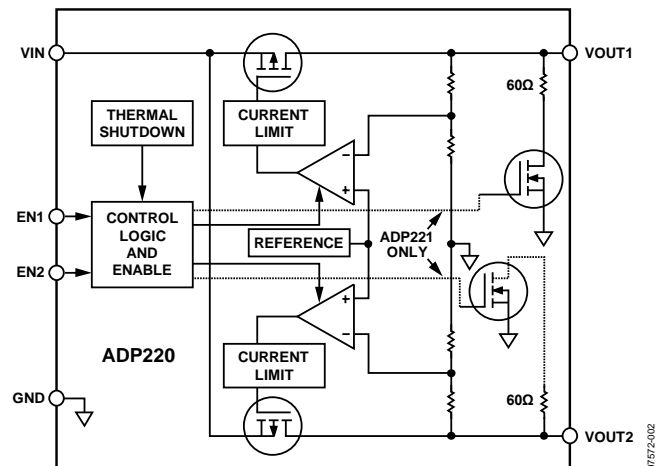 VIN
VOUT1
60Ω
THERMAL
SHUTDOWN
CURRENT
LIMIT
−
+
EN1
CONTROL
LOGIC
AND
ENABLE
REFERENCE
ADP221
ONLY
EN2
+
−
ADP220
CURRENT
LIMIT
GND
60Ω
VOUT2
7572-002